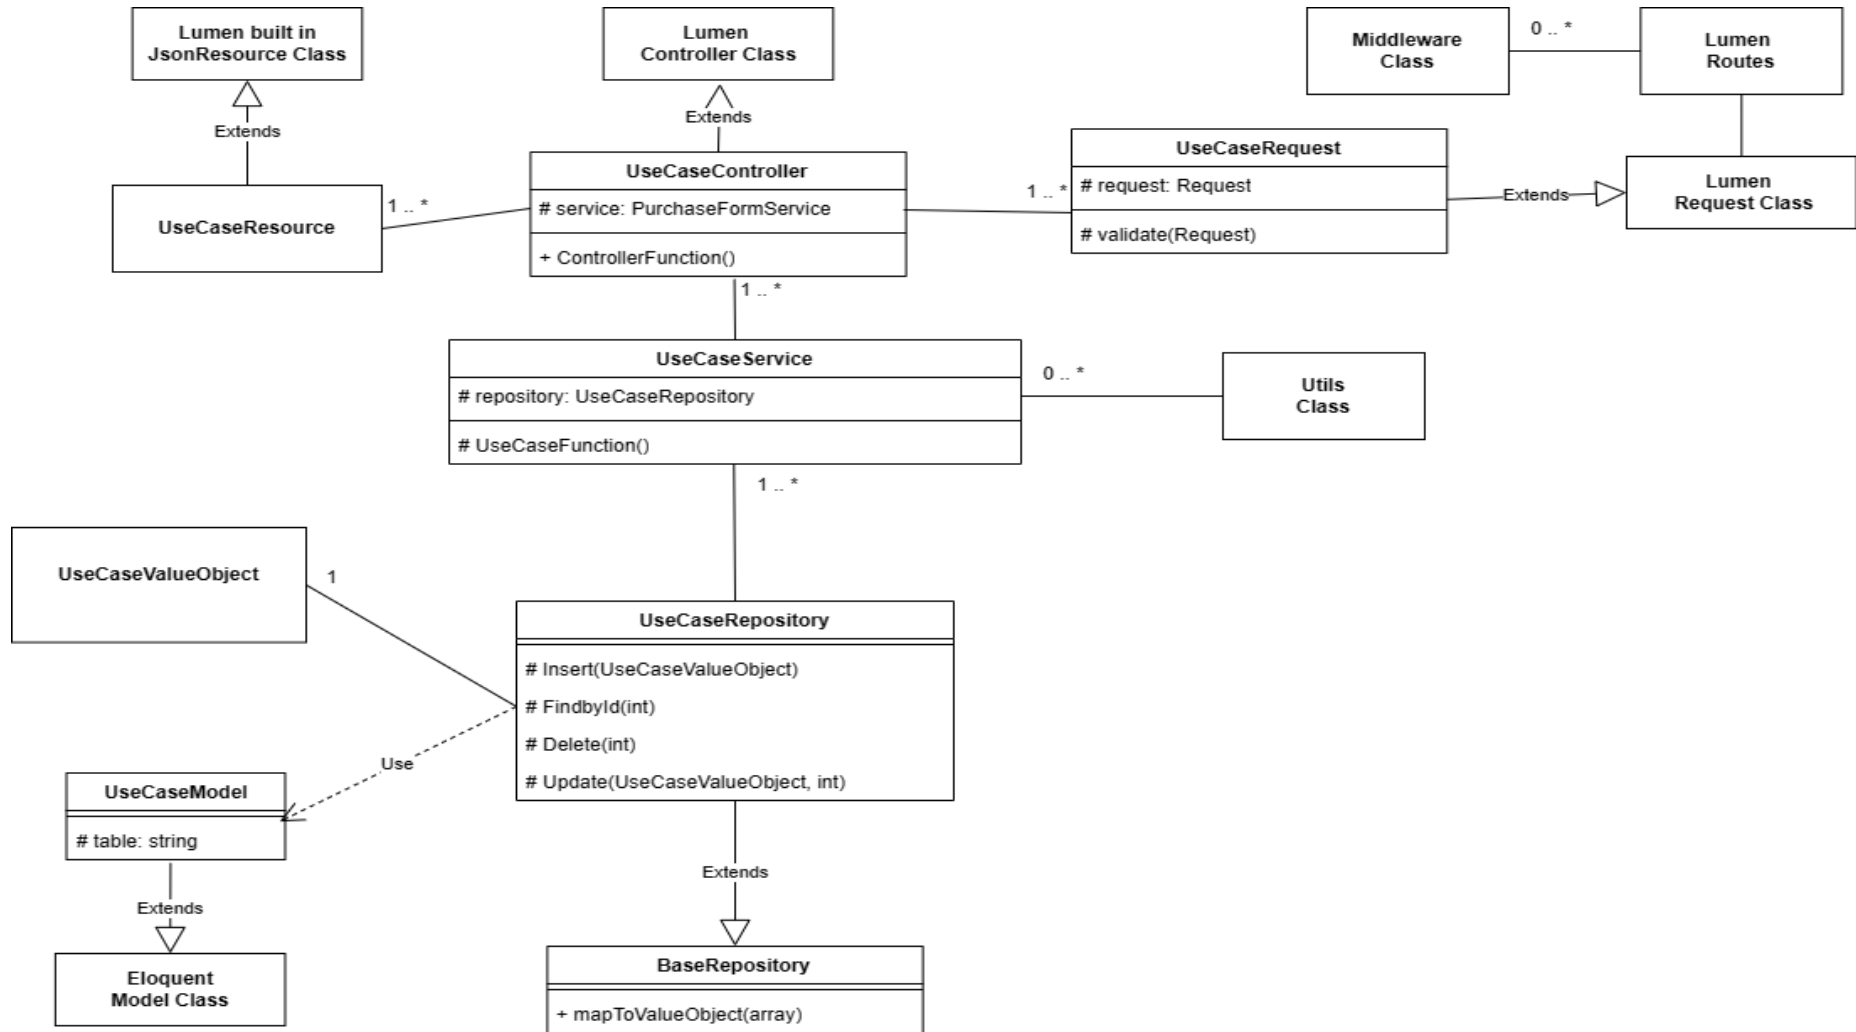 Lumen built in
JsonResource Class
Lumen
Controller Class
Middleware
Class
0 .. *
Lumen
Routes
Extends
Extends
UseCaseResource
1 .. *
UseCaseController
# service: PurchaseFormService
+ ControllerFunction()
1 .. *
UseCaseRequest
# request: Request
# validate(Request)
Extends
Lumen
Request Class
1 .. *
UseCaseService
# repository: UseCaseRepository
# UseCaseFunction()
0 .. *
Utils
Class
1 .. *
UseCaseValueObject
1
UseCaseRepository
# Insert(UseCaseValueObject)
# FindbyId(int)
# Delete(int)
# Update(UseCaseValueObject, int)
Use
UseCaseModel
# table: string
Extends
Extends
Eloquent
Model Class
BaseRepository
+ mapToValueObject(array)